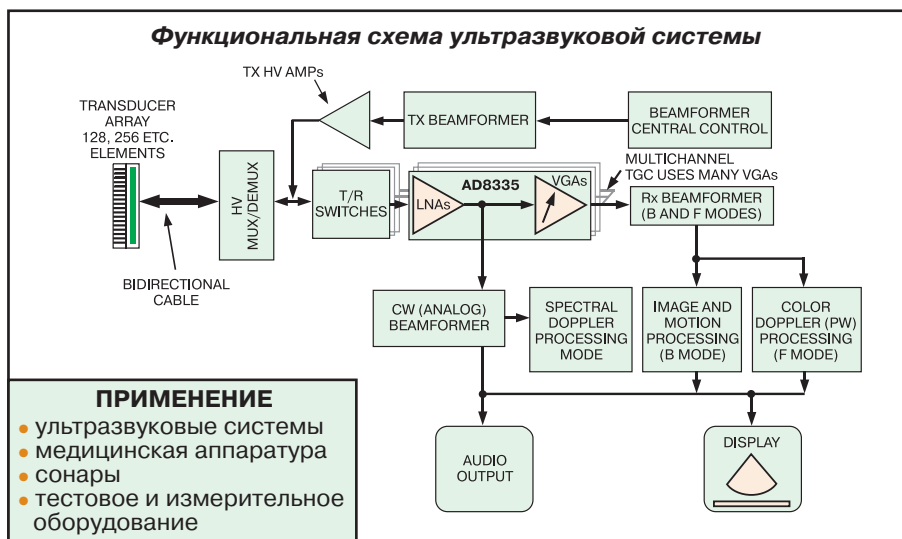 Функциональная схема ультразвуковой системы
TX HV AMPs
TRANSDUCER
ARRAY
128, 256 ETC.
ELEMENTS
TX BEAMFORMER
BEAMFORMER
CENTRAL CONTROL
HV
MUX/DEMUX
T/R
SWITCHES
LNAs
AD8335
VGAs
MULTICHANNEL
TGC USES MANY VGAs
Rx BEAMFORMER
(B AND F MODES)
BIDIRECTIONAL
CABLE
CW (ANALOG)
BEAMFORMER
SPECTRAL
DOPPLER
PROCESSING
MODE
IMAGE AND
MOTION
PROCESSING
(B MODE)
COLOR
DOPPLER (PW)
PROCESSING
(F MODE)
AUDIO
OUTPUT
DISPLAY
ПРИМЕНЕНИЕ
• ультразвуковые системы
• медицинская аппаратура
• сонары
• тестовое и измерительное
оборудование